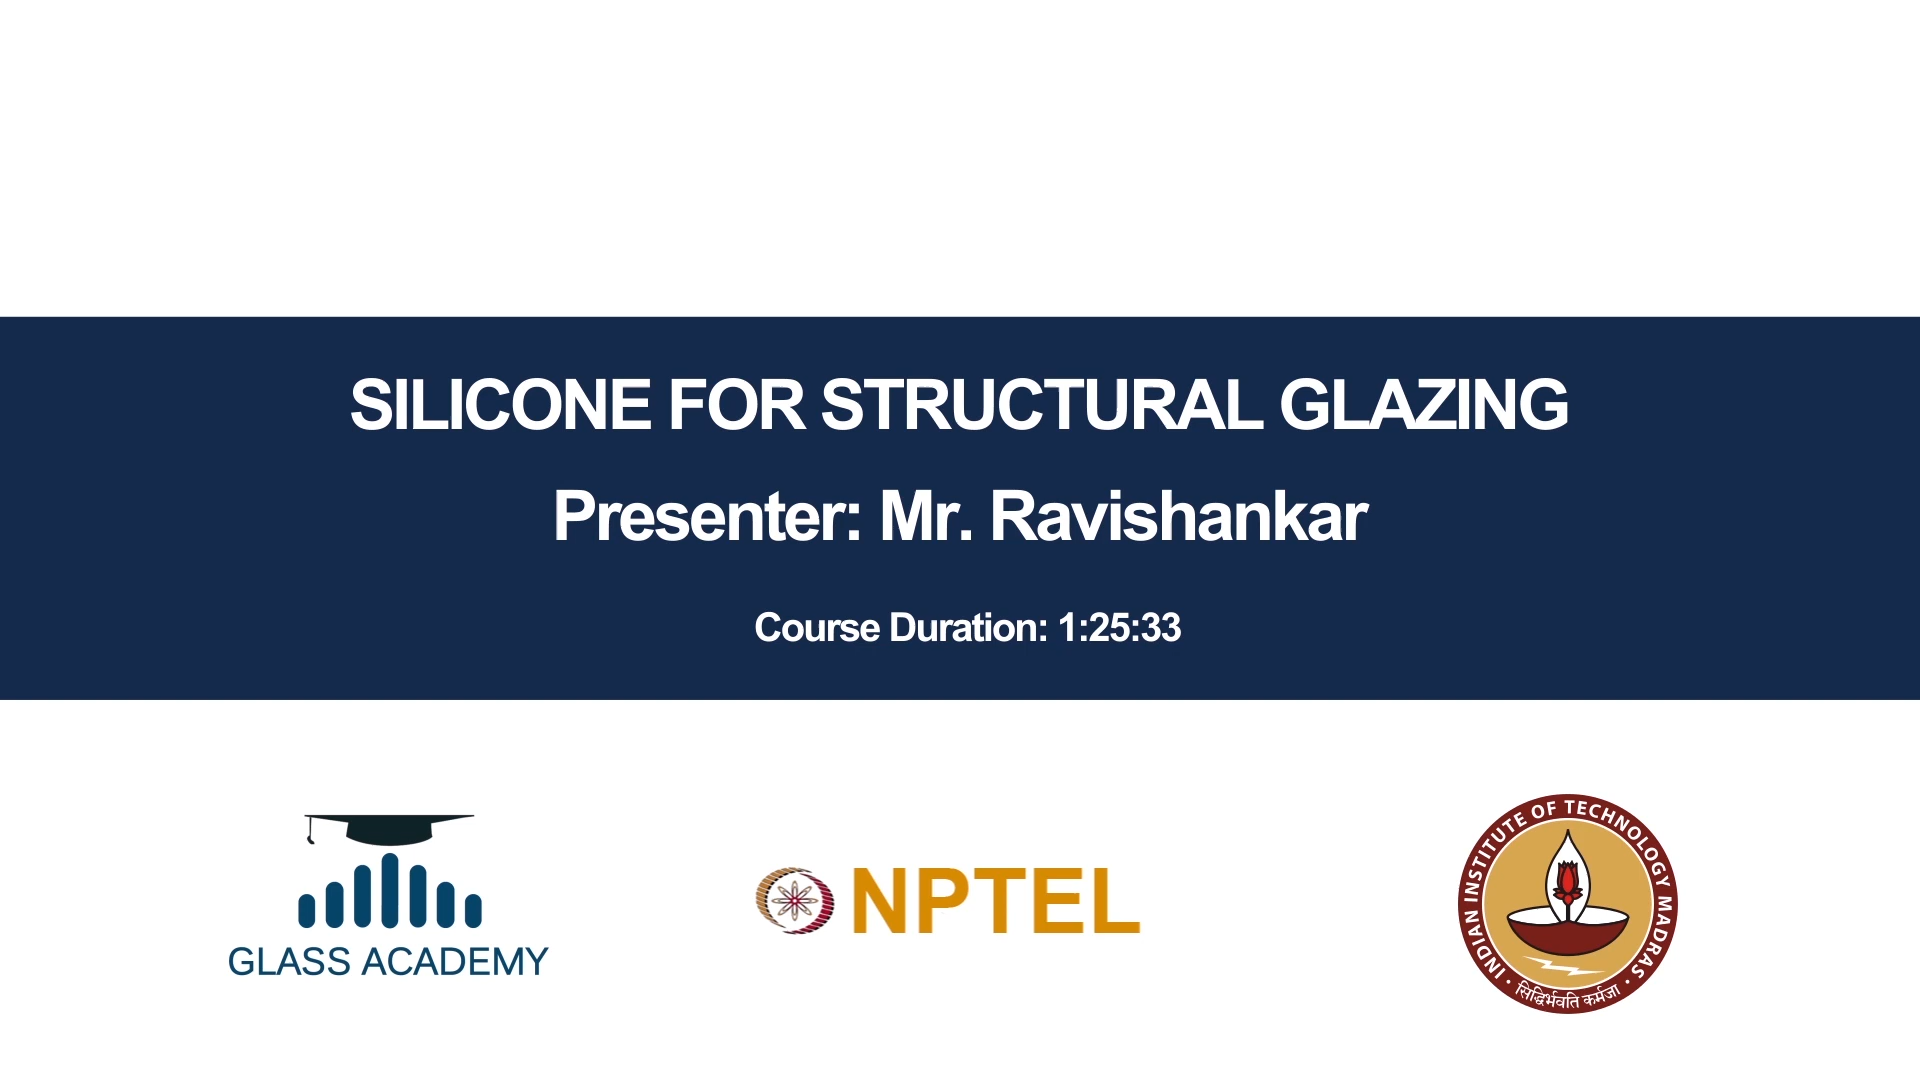 SILICONE FOR STRUCTURAL GLAZING
Presenter: Mr. Ravishankar
Course Duration: 1:25:33
GLASS ACADEMY
NPTEL
INDIAN INSTITUTE OF TECHNOLOGY MADRAS
सिद्धिर्भवति कर्मजा